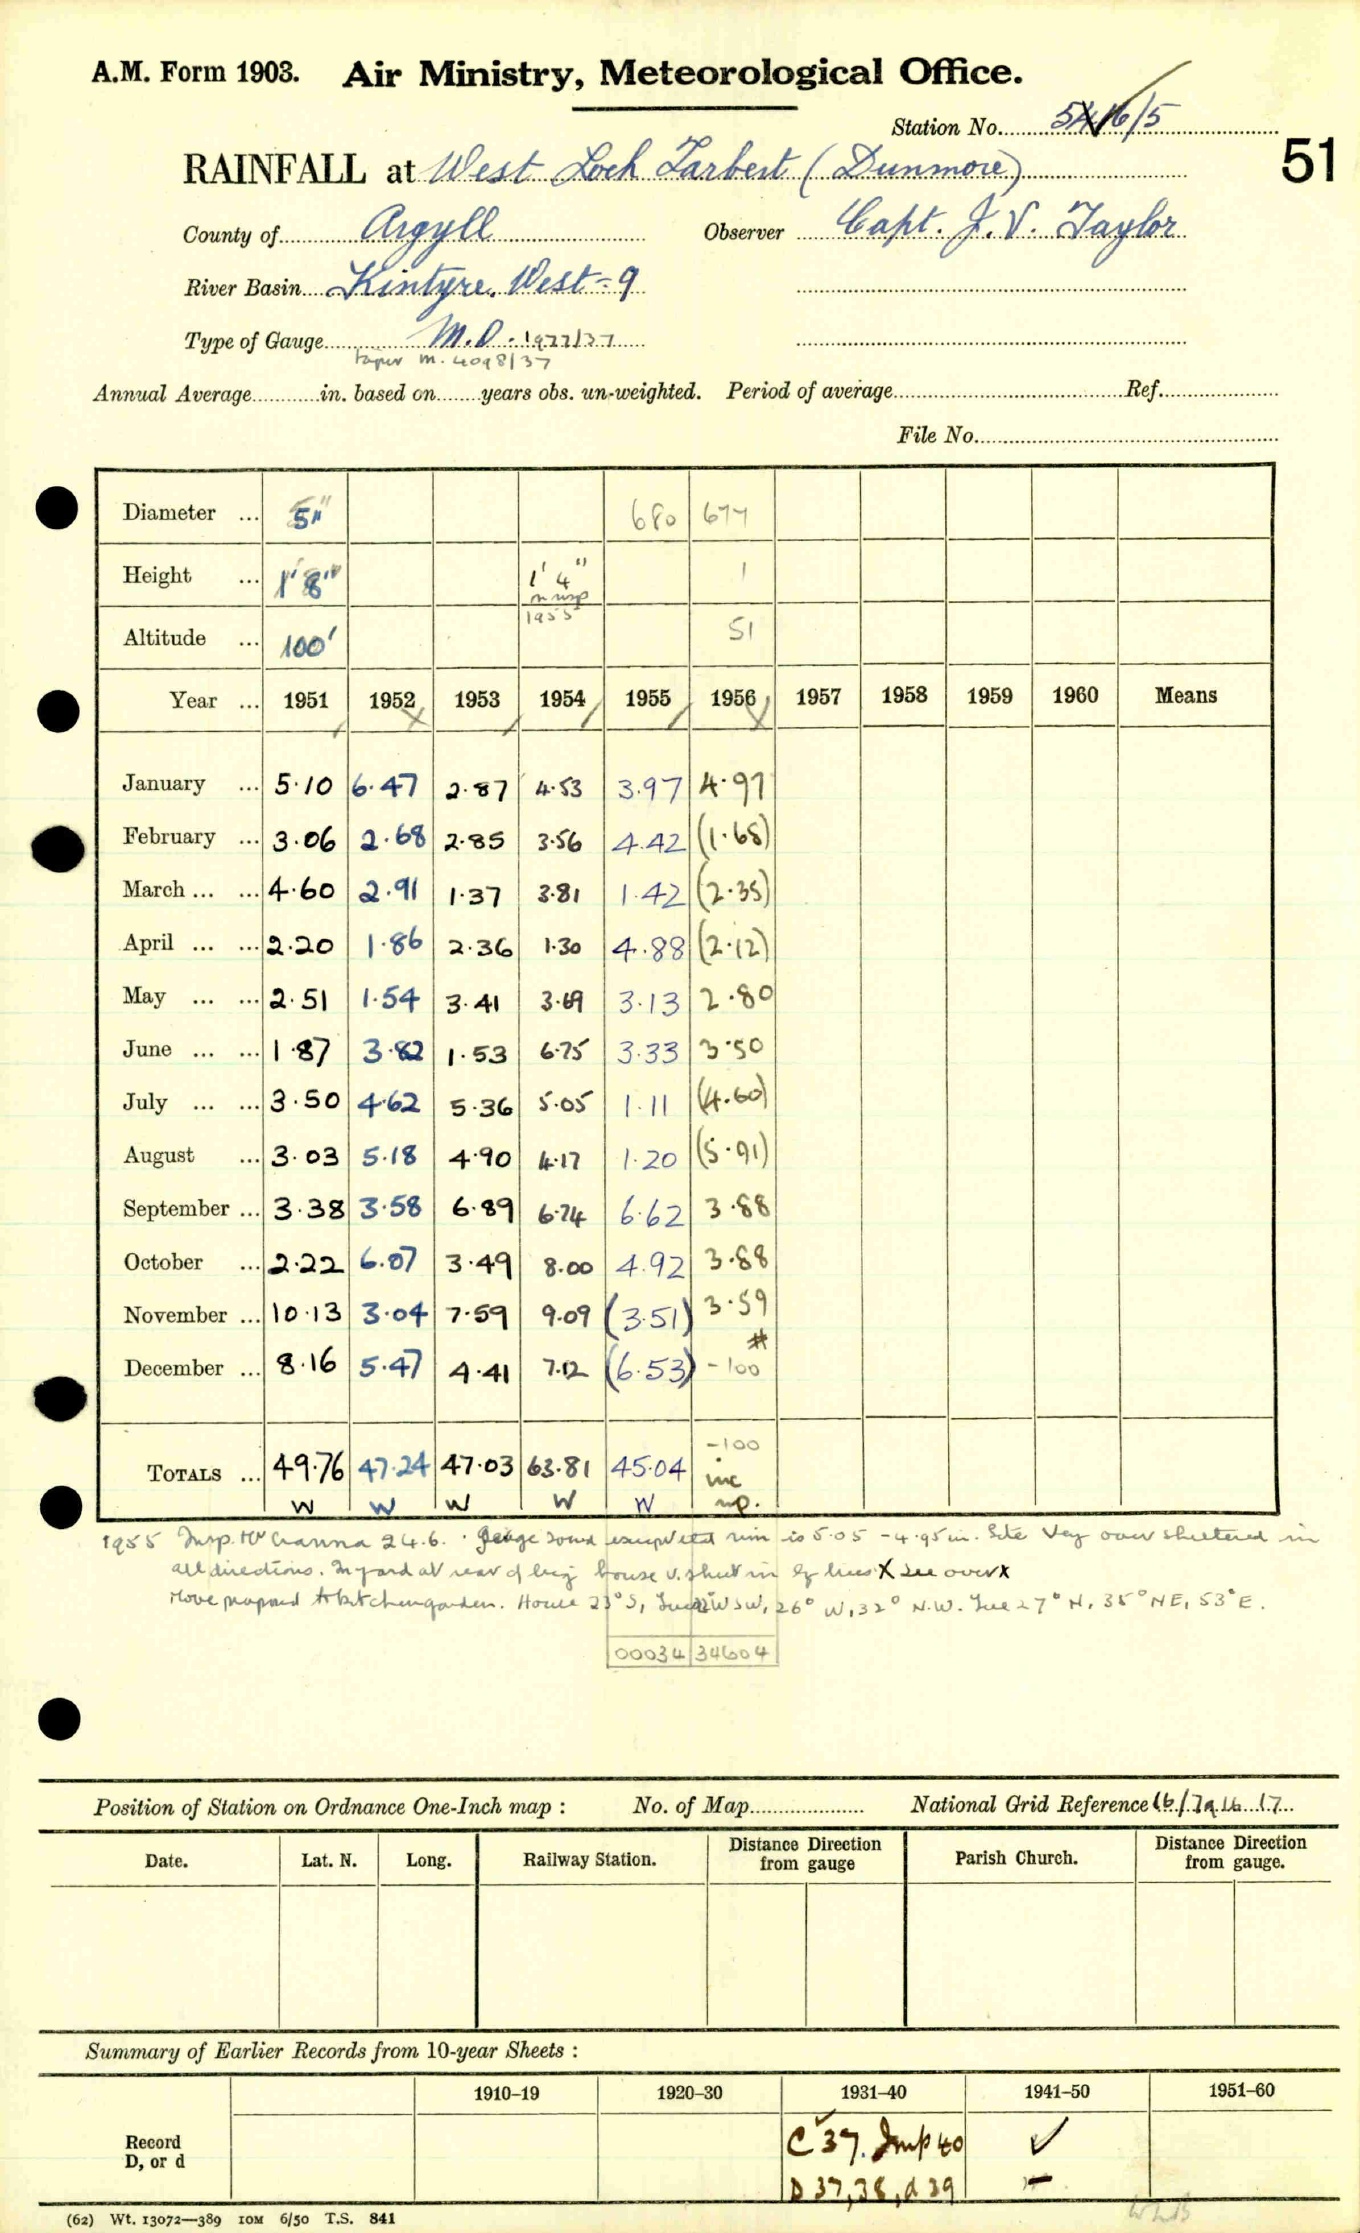 A.M. Form 1903. Air Ministry, Meteorological Office.
Station No. 5416/5
51
RAINFALL at West Loch Tarbert (Dunmore)
County of Argyll Observer Capt. J. V. Taylor
River Basin Kintyre. West - 9
Type of Gauge M.O. 1977/37
taper M. 4098/37
Annual Average in. based on years obs. un-weighted. Period of average Ref.
File No.
Diameter ... 5" 680 677
Height ... 1' 8" 1' 4" 1
1955
Altitude ... 100' 51
Year ... 1951 1952 1953 1954 1955 1956 1957 1958 1959 1960 Means
January ... 5.10 6.47 2.87 4.53 3.97 4.97
February ... 3.06 2.68 2.85 3.56 4.42 (1.68)
March ... ... 4.60 2.91 1.37 3.81 1.42 (2.35)
April ... ... 2.20 1.86 2.36 1.30 4.88 (2.12)
May ... ... 2.51 1.54 3.41 3.69 3.13 2.80
June ... ... 1.87 3.82 1.53 6.75 3.33 3.50
July ... ... 3.50 4.62 5.36 5.05 1.11 (4.60)
August ... 3.03 5.18 4.90 4.17 1.20 (5.91)
September ... 3.38 3.58 6.89 6.74 6.62 3.88
October ... 2.22 6.07 3.49 8.00 4.92 3.88
November ... 10.13 3.04 7.59 9.09 (3.51) 3.59
December ... 8.16 5.47 4.41 7.12 (6.53) -100 #
-100
TOTALS ... 49.76 47.24 47.03 63.81 45.04 inc
W W W W W np.
1955 Insp. McCranna 24.6. Gauge sound except that rim is 5.05 - 4.95 in. Site very over sheltered in
all directions. In yard at rear of big house v. shut in by trees X see over X
Move proposed to kitchen garden. House 23° S, WSW, 26° W, 32° N.W. Tree 27° N, 35° NE, 53° E.
00034 34604
Position of Station on Ordnance One-Inch map : No. of Map National Grid Reference 16/79 16 17
Date. Lat. N. Long. Railway Station. Distance Direction from gauge Parish Church. Distance Direction from gauge.
Summary of Earlier Records from 10-year Sheets :
1910–19 1920–30 1931–40 1941–50 1951–60
Record C 37. Imp 40 ✓
D, or d D 37, 38, d 39 –
(62) Wt. 13072—389 10M 6/50 T.S. 841